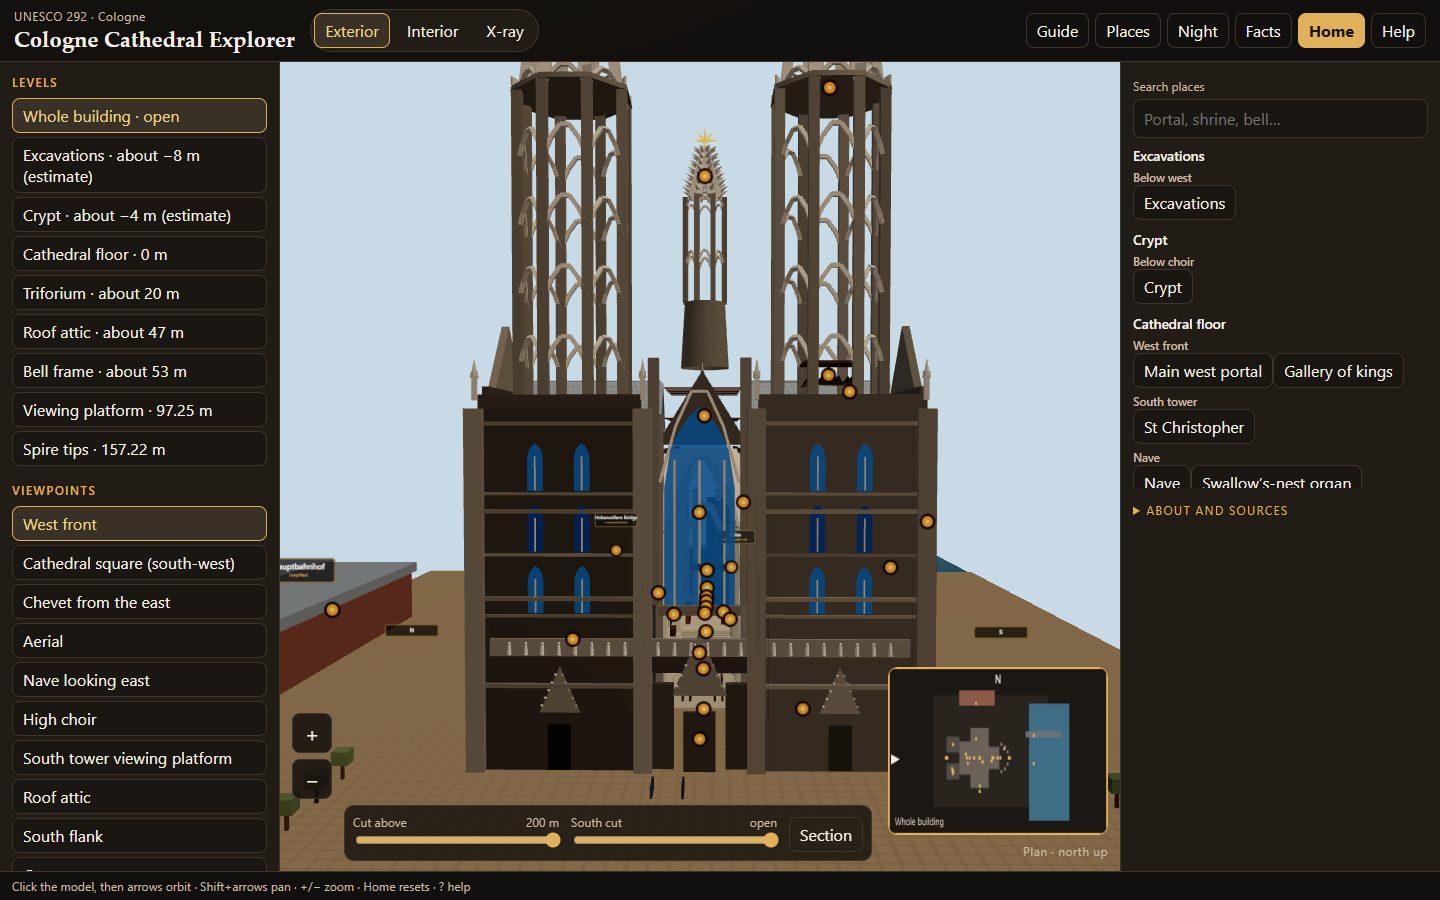 UNESCO 292 · Cologne
Cologne Cathedral Explorer
Exterior
Interior
X-ray
Guide
Places
Night
Facts
Home
Help
LEVELS
Whole building · open
Excavations · about −8 m
(estimate)
Crypt · about −4 m (estimate)
Cathedral floor · 0 m
Triforium · about 20 m
Roof attic · about 47 m
Bell frame · about 53 m
Viewing platform · 97.25 m
Spire tips · 157.22 m
VIEWPOINTS
West front
Cathedral square (south-west)
Chevet from the east
Aerial
Nave looking east
High choir
South tower viewing platform
Roof attic
South flank
Hohenzollern Bridge
auptbahnhof
Simplified
N
S
+
−
Cut above
200 m
South cut
open
Section
N
Whole building
Plan · north up
Search places
Portal, shrine, bell…
Excavations
Below west
Excavations
Crypt
Below choir
Crypt
Cathedral floor
West front
Main west portal
Gallery of kings
South tower
St Christopher
Nave
Nave
Swallow’s-nest organ
▶ ABOUT AND SOURCES
Click the model, then arrows orbit · Shift+arrows pan · +/− zoom · Home resets · ? help